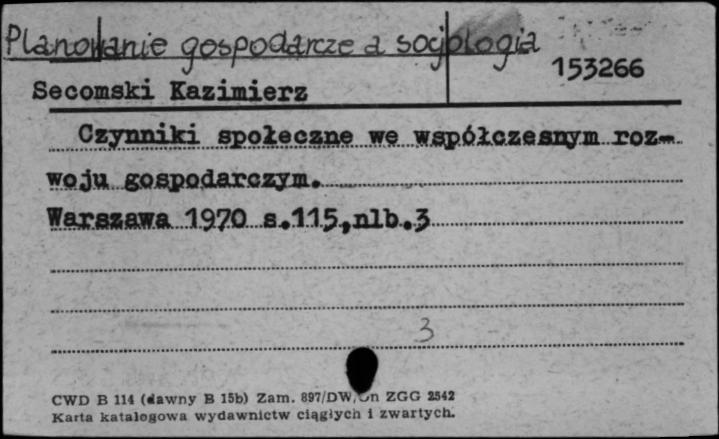 Planowanie gospodarcze a socjologia
153266
Secomski Kazimierz
Czynniki społeczne we współczesnym roz-
woju gospodarczym.
Warszawa 1970 s.115,nlb.3
3
CWD B 114 (dawny B 15b) Zam. 897/DW/On ZGG 2542
Karta katalogowa wydawnictw ciągłych i zwartych.